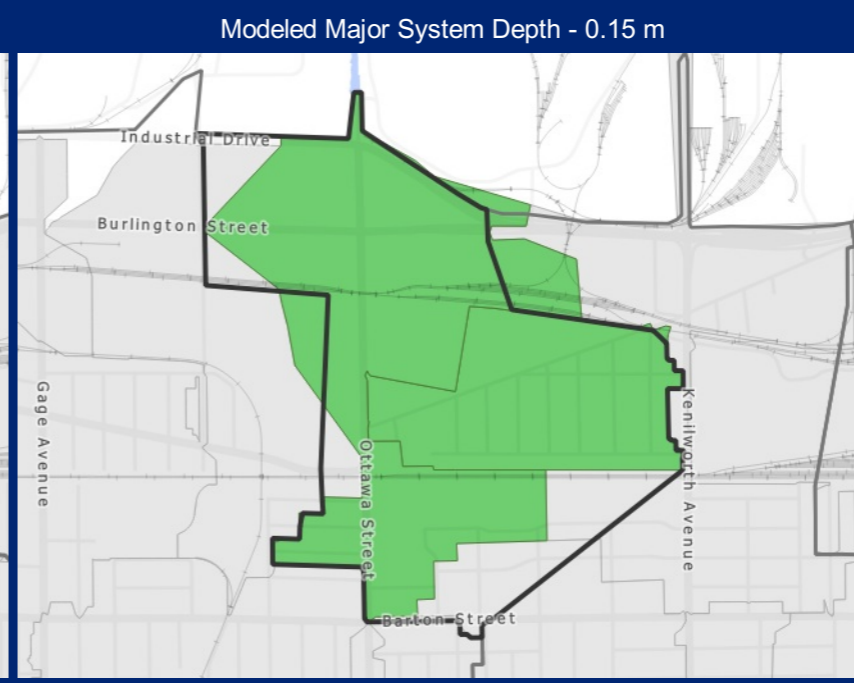 Modeled Major System Depth - 0.15 m
Industrial Drive
Burlington Street
Gage Avenue
Ottawa Street
Kenilworth Avenue
Barton Street